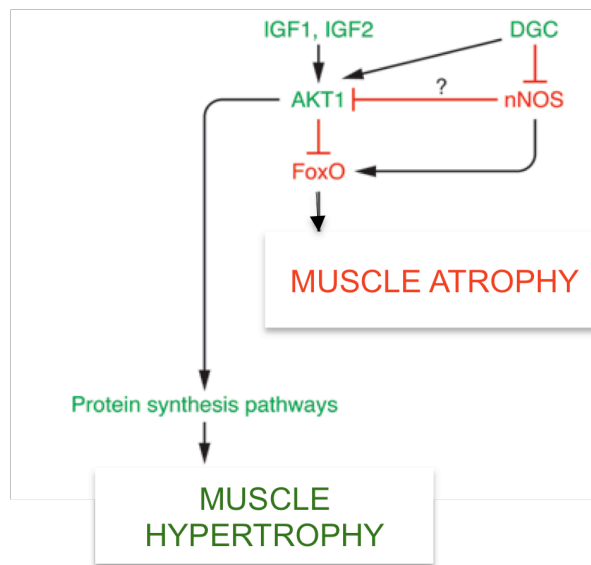 IGF1, IGF2
DGC
?
AKT1
nNOS
FoxO
MUSCLE ATROPHY
Protein synthesis pathways
MUSCLE
HYPERTROPHY